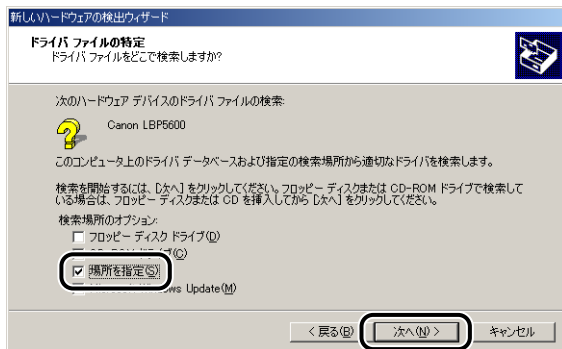 新しいハードウェアの検出ウィザード
ドライバ ファイルの特定
ドライバ ファイルをどこで検索しますか?
次のハードウェア デバイスのドライバ ファイルの検索:
Canon LBP5600
このコンピュータ上のドライバ データベースおよび指定の検索場所から適切なドライバを検索します。
検索を開始するには、[次へ] をクリックしてください。フロッピー ディスクまたは CD-ROM ドライブで検索して
いる場合は、フロッピー ディスクまたは CD を挿入してから [次へ] をクリックしてください。
検索場所のオプション:
フロッピー ディスク ドライブ(D)
(C)
場所を指定(S)
Update(M)
< 戻る(B)
次へ(N) >
キャンセル